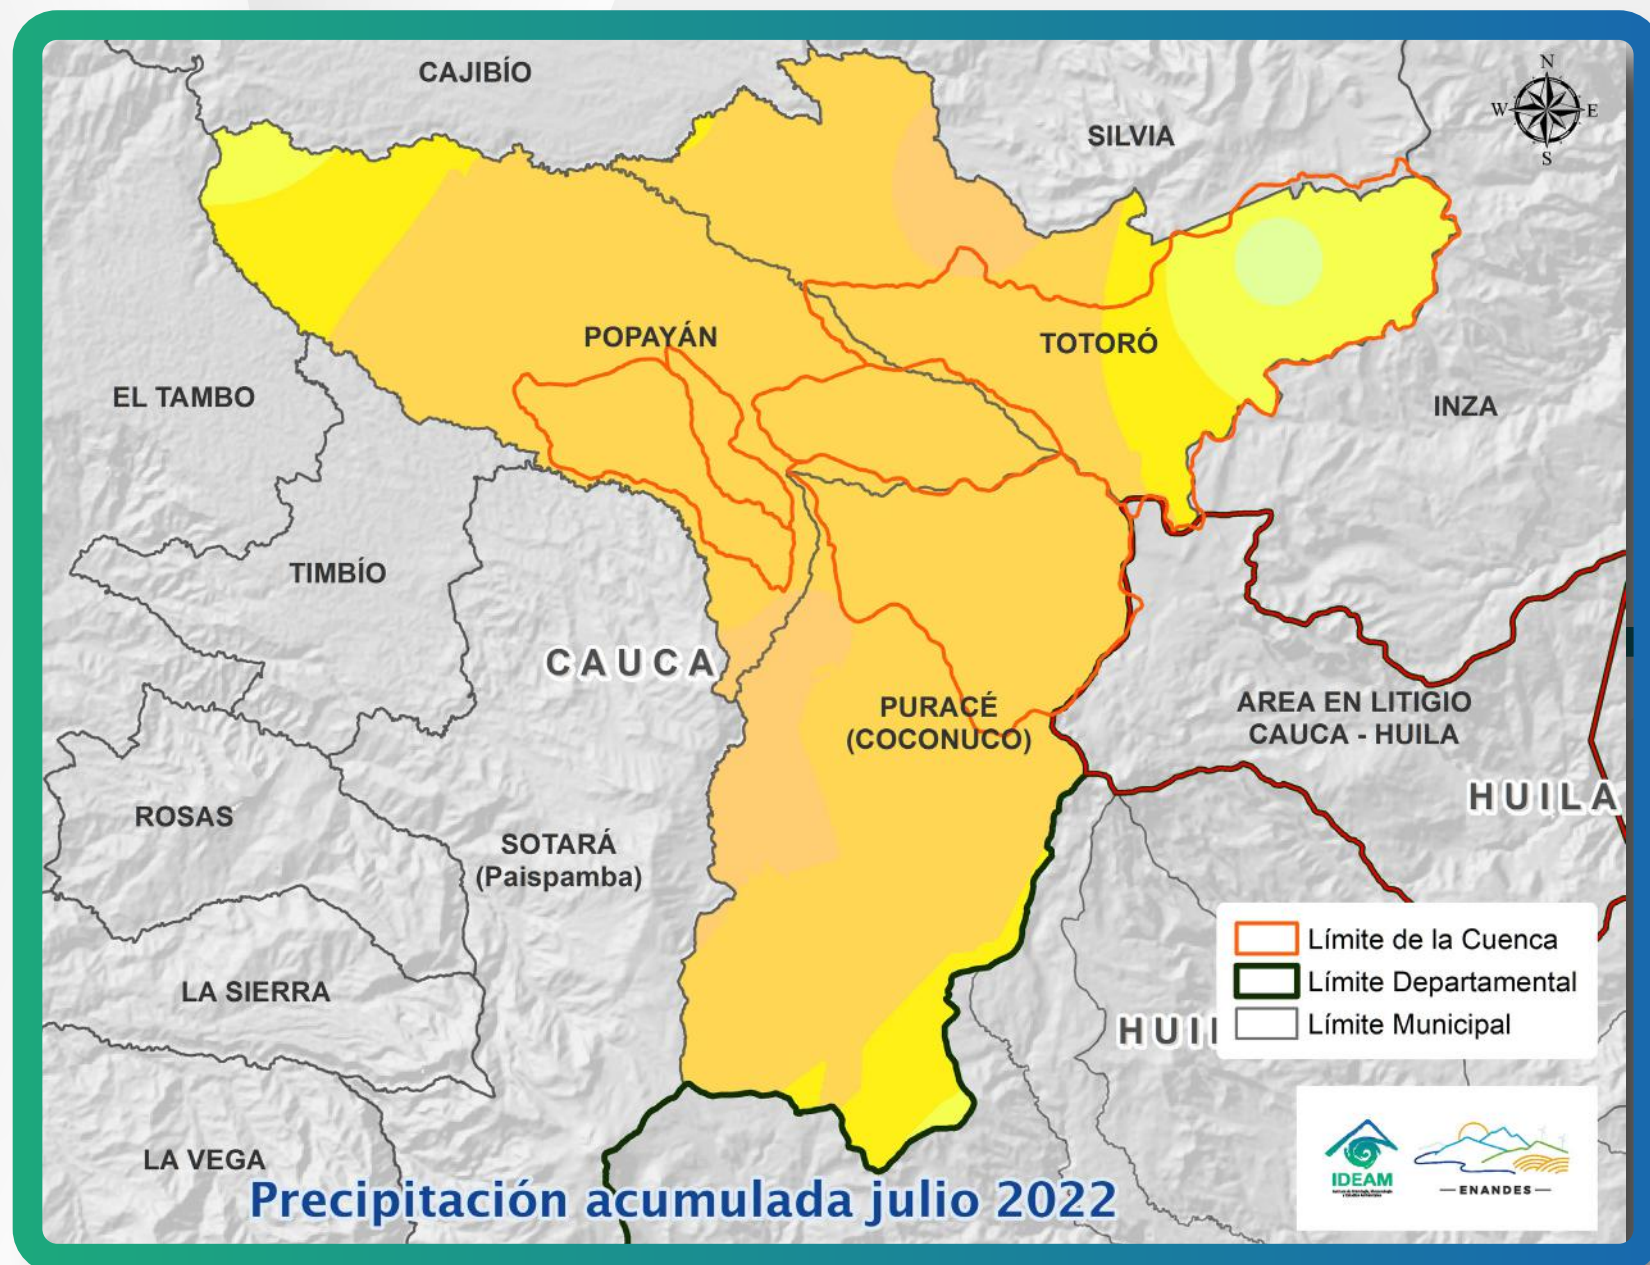 CAJIBÍO
N
W
E
S
SILVIA
POPAYÁN
TOTORÓ
EL TAMBO
INZA
TIMBÍO
CAUCA
PURACÉ
(COCONUCO)
AREA EN LITIGIO
CAUCA - HUILA
HUILA
ROSAS
SOTARÁ
(Paispamba)
Límite de la Cuenca
LA SIERRA
Límite Departamental
HUI
Límite Municipal
LA VEGA
IDEAM
ENANDES
Precipitación acumulada julio 2022